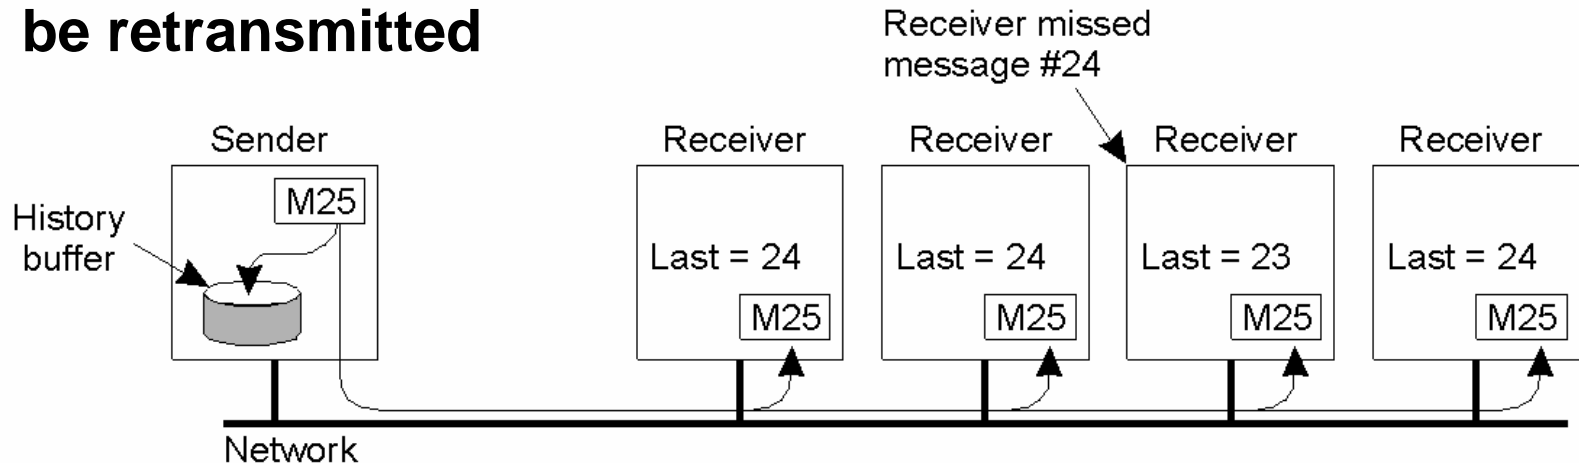 be retransmitted
Receiver missed
message #24
Sender
Receiver
Receiver
Receiver
Receiver
M25
History
buffer
Last = 24
Last = 24
Last = 23
Last = 24
M25
M25
M25
M25
Network